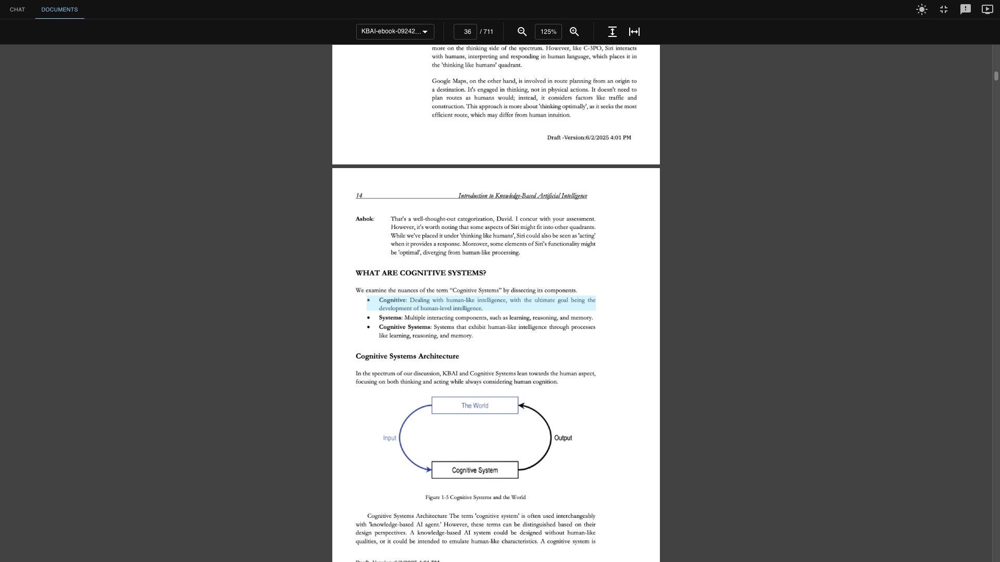 CHAT
DOCUMENTS
KBAI-ebook-09242...
36
/ 711
125%
more on the thinking side of the spectrum. However, like C-3PO, Siri interacts
with humans, interpreting and responding in human language, which places it in
the 'thinking like humans' quadrant.
Google Maps, on the other hand, is involved in route planning from an origin to
a destination. It's engaged in thinking, not in physical actions. It doesn't need to
plan routes as humans would; instead, it considers factors like traffic and
construction. This approach is more about 'thinking optimally', as it seeks the most
efficient route, which may differ from human intuition.
Draft -Version:6/2/2025 4:01 PM
14 Introduction to Knowledge-Based Artificial Intelligence
Ashok: That's a well-thought-out categorization, David. I concur with your assessment.
However, it's worth noting that some aspects of Siri might fit into other quadrants.
While we've placed it under 'thinking like humans', Siri could also be seen as 'acting'
when it provides a response. Moreover, some elements of Siri's functionality might
be 'optimal', diverging from human-like processing.
WHAT ARE COGNITIVE SYSTEMS?
We examine the nuances of the term “Cognitive Systems” by dissecting its components.
• Cognitive: Dealing with human-like intelligence, with the ultimate goal being the
development of human-level intelligence.
• Systems: Multiple interacting components, such as learning, reasoning, and memory.
• Cognitive Systems: Systems that exhibit human-like intelligence through processes
like learning, reasoning, and memory.
Cognitive Systems Architecture
In the spectrum of our discussion, KBAI and Cognitive Systems lean towards the human aspect,
focusing on both thinking and acting while always considering human cognition.
The World
Input
Output
Cognitive System
Figure 1-5 Cognitive Systems and the World
Cognitive Systems Architecture The term 'cognitive system' is often used interchangeably
with 'knowledge-based AI agent.' However, these terms can be distinguished based on their
design perspectives. A knowledge-based AI system could be designed without human-like
qualities, or it could be intended to emulate human-like characteristics. A cognitive system is
Draft -Version:6/2/2025 4:01 PM